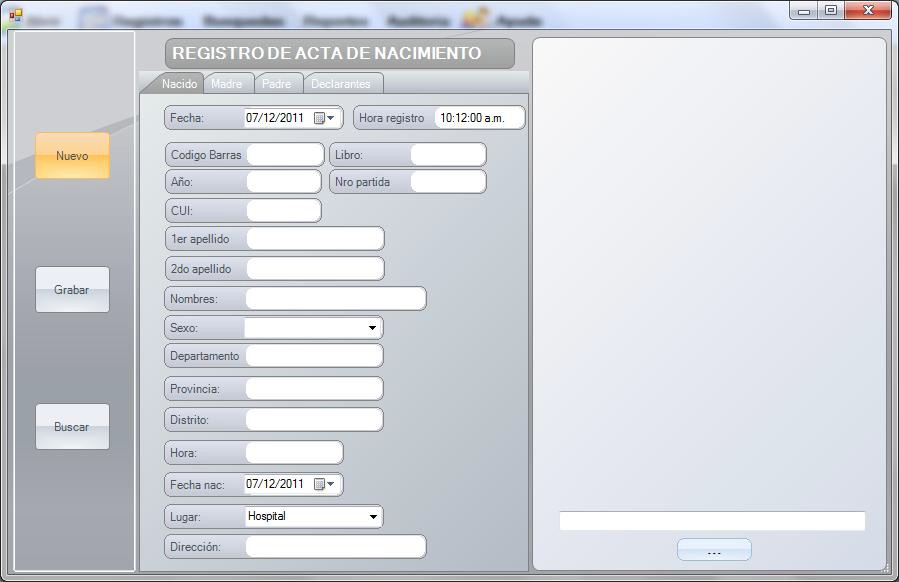 Abrir Registros Busquedas Reportes Auditoria Ayuda
REGISTRO DE ACTA DE NACIMIENTO
Nacido Madre Padre Declarantes
Fecha: 07/12/2011 Hora registro 10:12:00 a.m.
Codigo Barras Libro:
Nuevo
Año: Nro partida
CUI:
1er apellido
2do apellido
Grabar
Nombres:
Sexo:
Departamento
Provincia:
Distrito:
Buscar
Hora:
Fecha nac: 07/12/2011
Lugar: Hospital
Dirección:
...